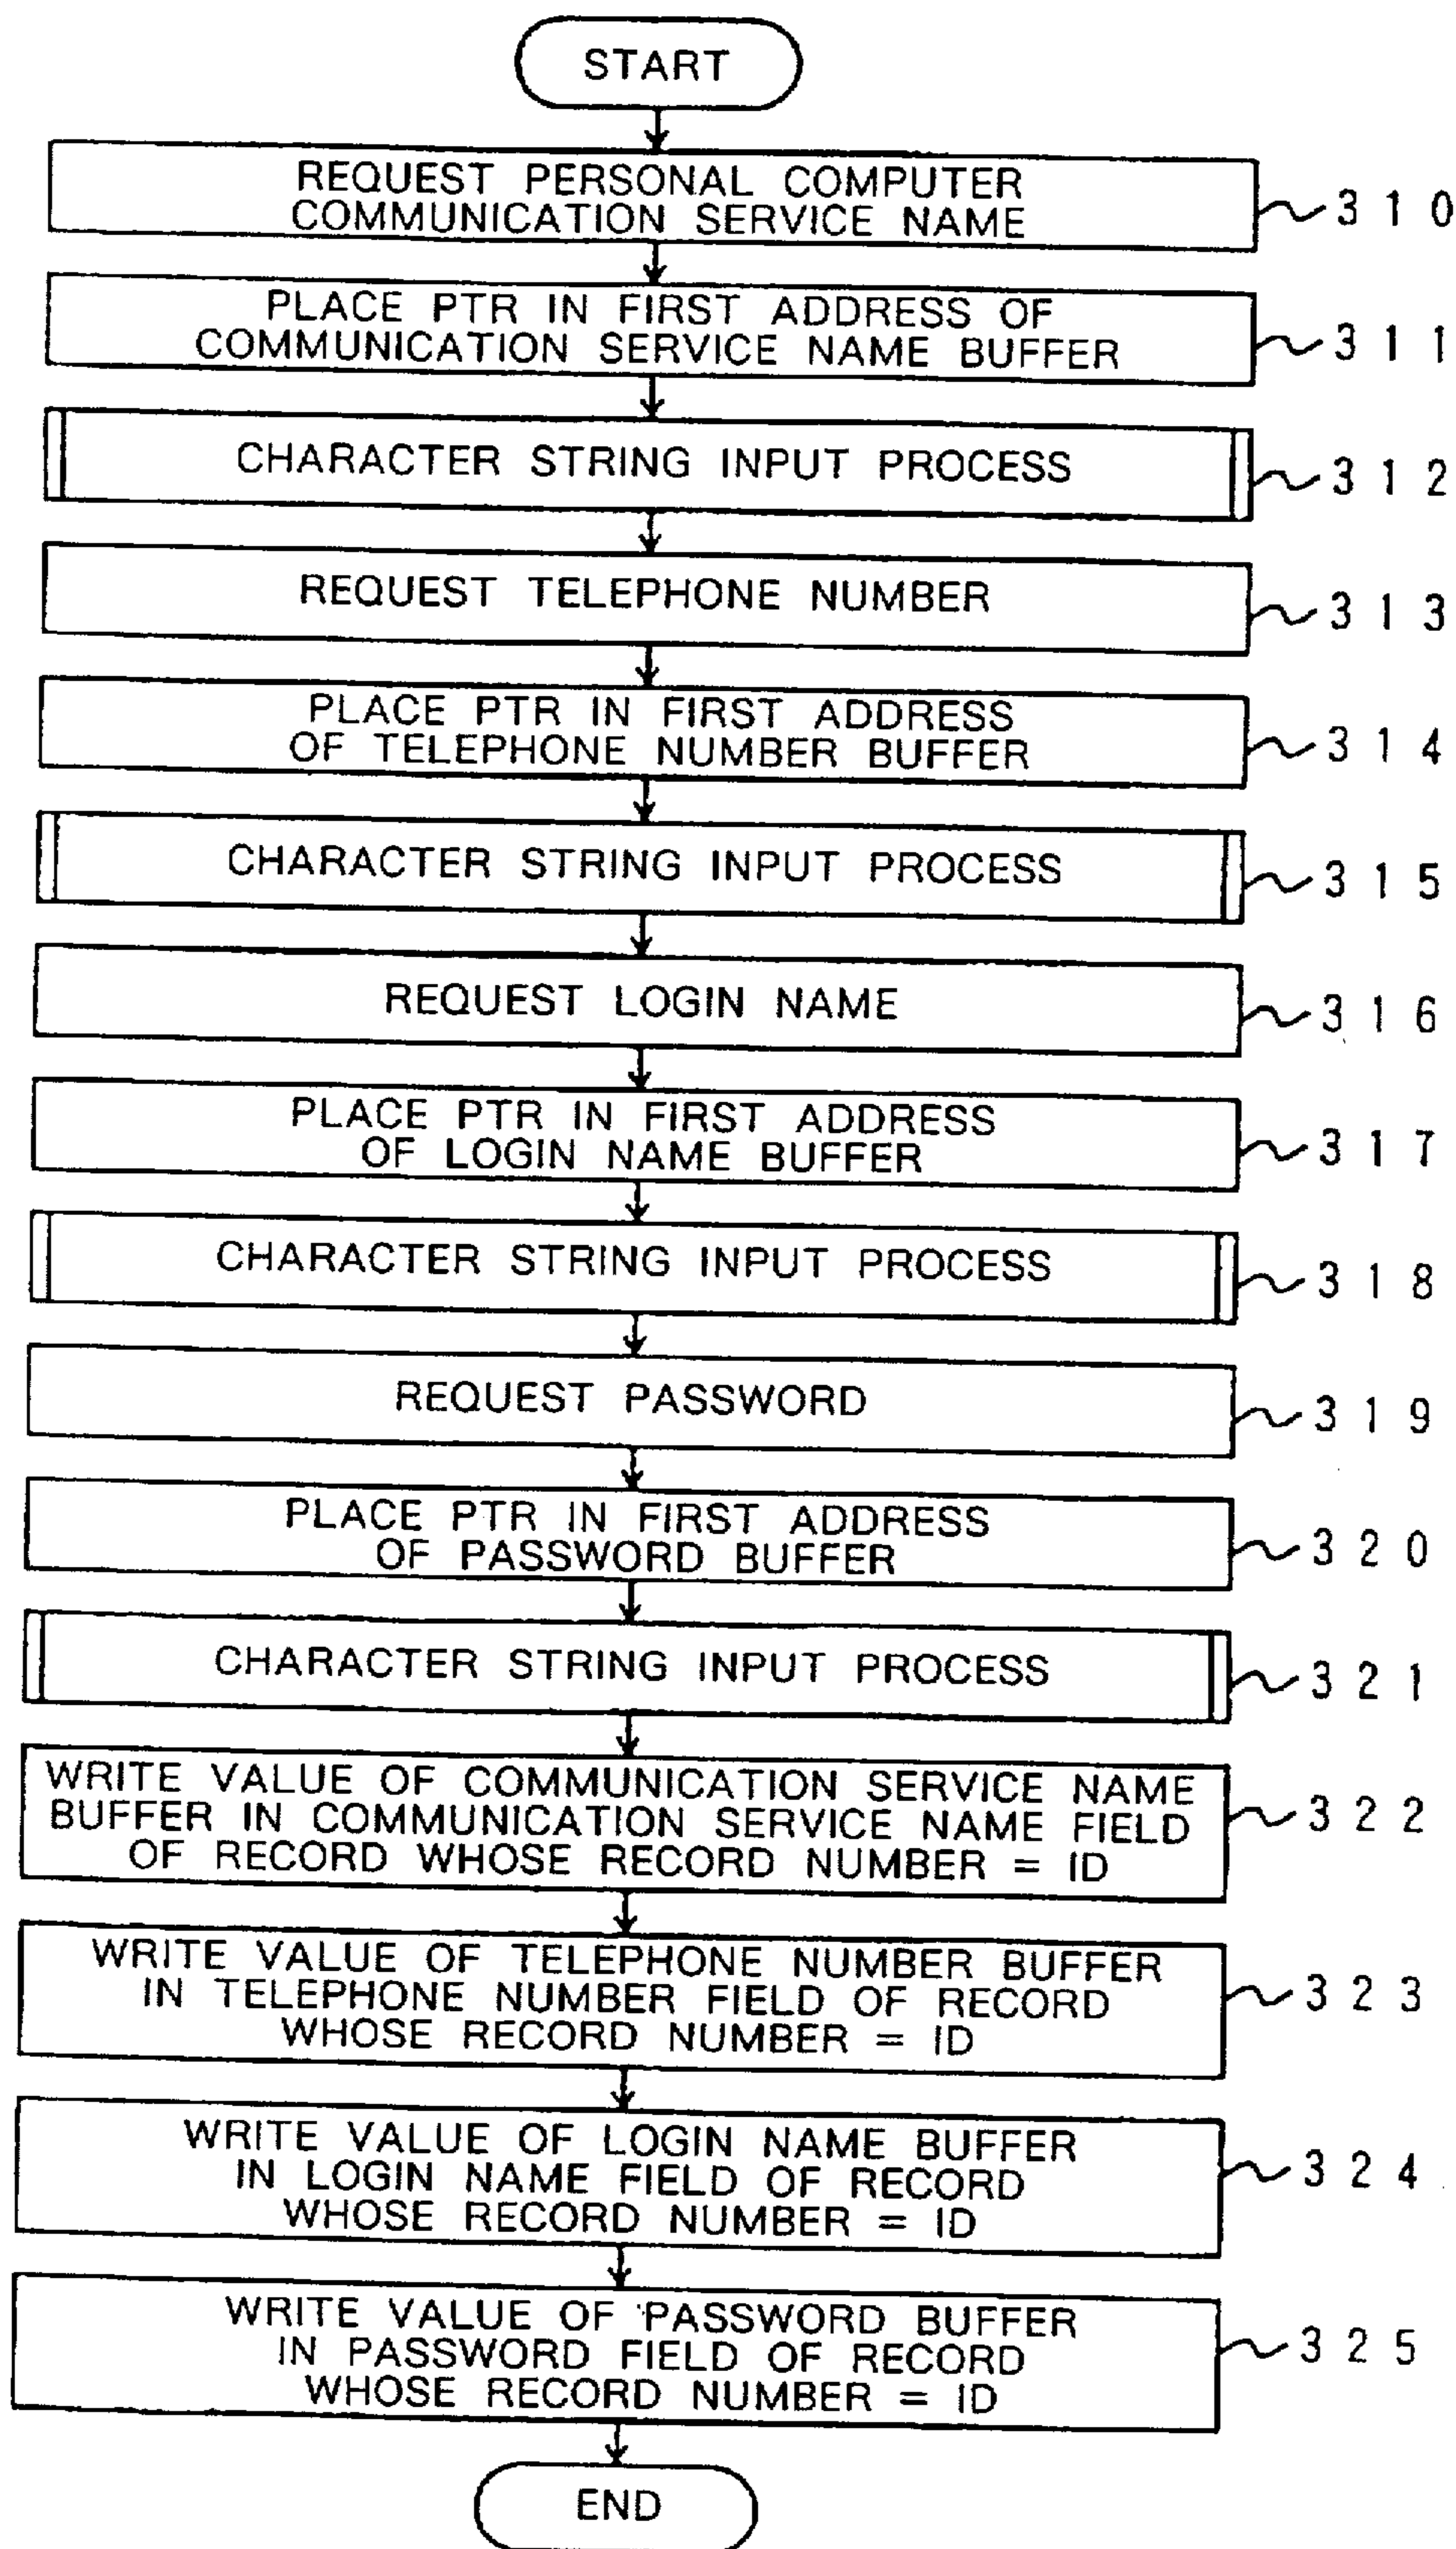 START
REQUEST PERSONAL COMPUTER
COMMUNICATION SERVICE NAME
310
PLACE PTR IN FIRST ADDRESS OF
COMMUNICATION SERVICE NAME BUFFER
311
CHARACTER STRING INPUT PROCESS
312
REQUEST TELEPHONE NUMBER
313
PLACE PTR IN FIRST ADDRESS
OF TELEPHONE NUMBER BUFFER
314
CHARACTER STRING INPUT PROCESS
315
REQUEST LOGIN NAME
316
PLACE PTR IN FIRST ADDRESS
OF LOGIN NAME BUFFER
317
CHARACTER STRING INPUT PROCESS
318
REQUEST PASSWORD
319
PLACE PTR IN FIRST ADDRESS
OF PASSWORD BUFFER
320
CHARACTER STRING INPUT PROCESS
321
WRITE VALUE OF COMMUNICATION SERVICE NAME
BUFFER IN COMMUNICATION SERVICE NAME FIELD
OF RECORD WHOSE RECORD NUMBER = ID
322
WRITE VALUE OF TELEPHONE NUMBER BUFFER
IN TELEPHONE NUMBER FIELD OF RECORD
WHOSE RECORD NUMBER = ID
323
WRITE VALUE OF LOGIN NAME BUFFER
IN LOGIN NAME FIELD OF RECORD
WHOSE RECORD NUMBER = ID
324
WRITE VALUE OF PASSWORD BUFFER
IN PASSWORD FIELD OF RECORD
WHOSE RECORD NUMBER = ID
325
END